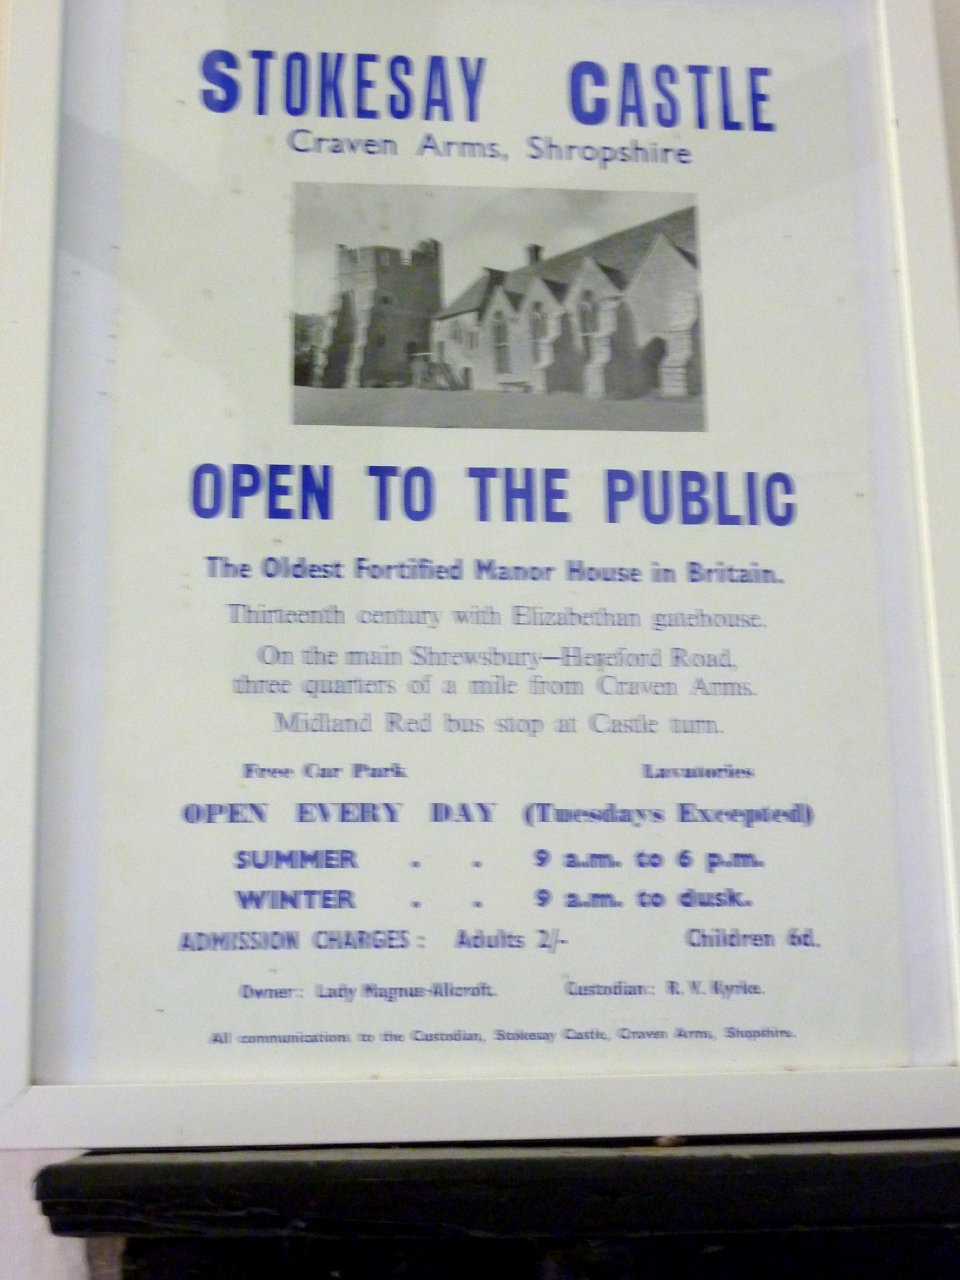 STOKESAY CASTLE
Craven Arms, Shropshire
OPEN TO THE PUBLIC
The Oldest Fortified Manor House in Britain.
Thirteenth century with Elizabethan gatehouse.
On the main Shrewsbury—Hereford Road,
three quarters of a mile from Craven Arms.
Midland Red bus stop at Castle turn.
Free Car Park Lavatories
OPEN EVERY DAY (Tuesdays Excepted)
SUMMER . . 9 a.m. to 6 p.m.
WINTER . . 9 a.m. to dusk.
ADMISSION CHARGES : Adults 2/- Children 6d.
Owner : Lady Magnus-Allcroft. Custodian : R. V. Kyrke.
All communications to the Custodian, Stokesay Castle, Craven Arms, Shopshire.